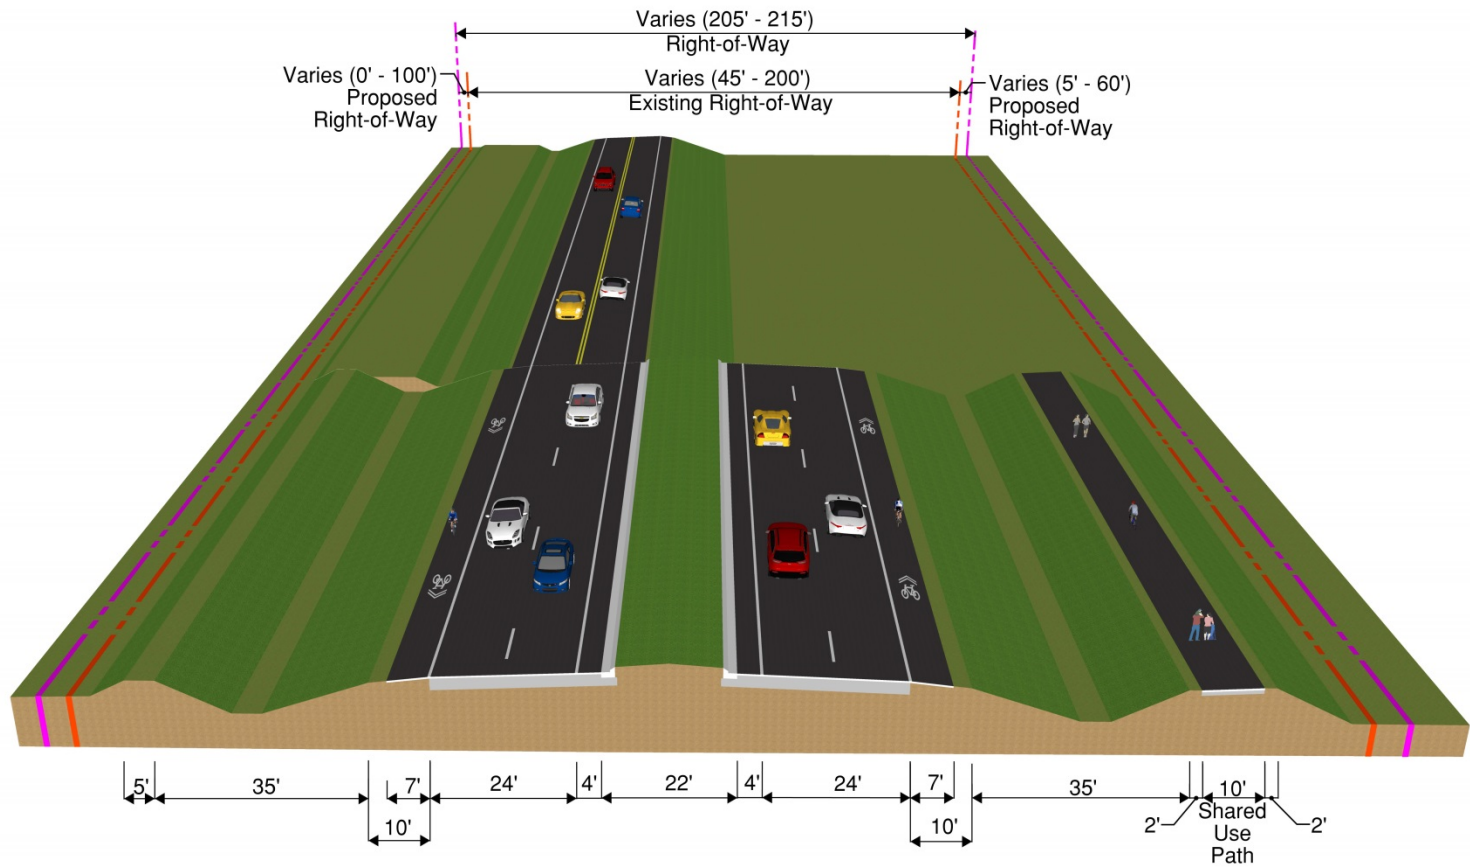 Varies (205' - 215')
Right-of-Way
Varies (0' - 100')
Proposed
Right-of-Way
Varies (45' - 200')
Existing Right-of-Way
Varies (5' - 60')
Proposed
Right-of-Way
5'
35'
7'
24'
4'
22'
4'
24'
7'
35'
10'
Shared
Use
Path
2'
2'
10'
10'